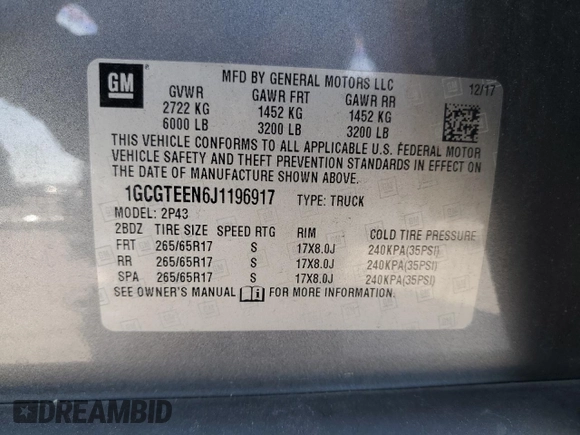 GM
MFD BY GENERAL MOTORS LLC
12/17
GVWR GAWR FRT GAWR RR
2722 KG 1452 KG 1452 KG
6000 LB 3200 LB 3200 LB
THIS VEHICLE CONFORMS TO ALL APPLICABLE U.S. FEDERAL MOTOR
VEHICLE SAFETY AND THEFT PREVENTION STANDARDS IN EFFECT ON
THE DATE OF MANUFACTURE SHOWN ABOVE.
1GCGTEEN6J1196917 TYPE: TRUCK
MODEL: 2P43
2BDZ TIRE SIZE SPEED RTG RIM COLD TIRE PRESSURE
FRT 265/65R17 S 17X8.0J 240KPA(35PSI)
RR 265/65R17 S 17X8.0J 240KPA(35PSI)
SPA 265/65R17 S 17X8.0J 240KPA(35PSI)
SEE OWNER'S MANUAL FOR MORE INFORMATION.
DREAMBID